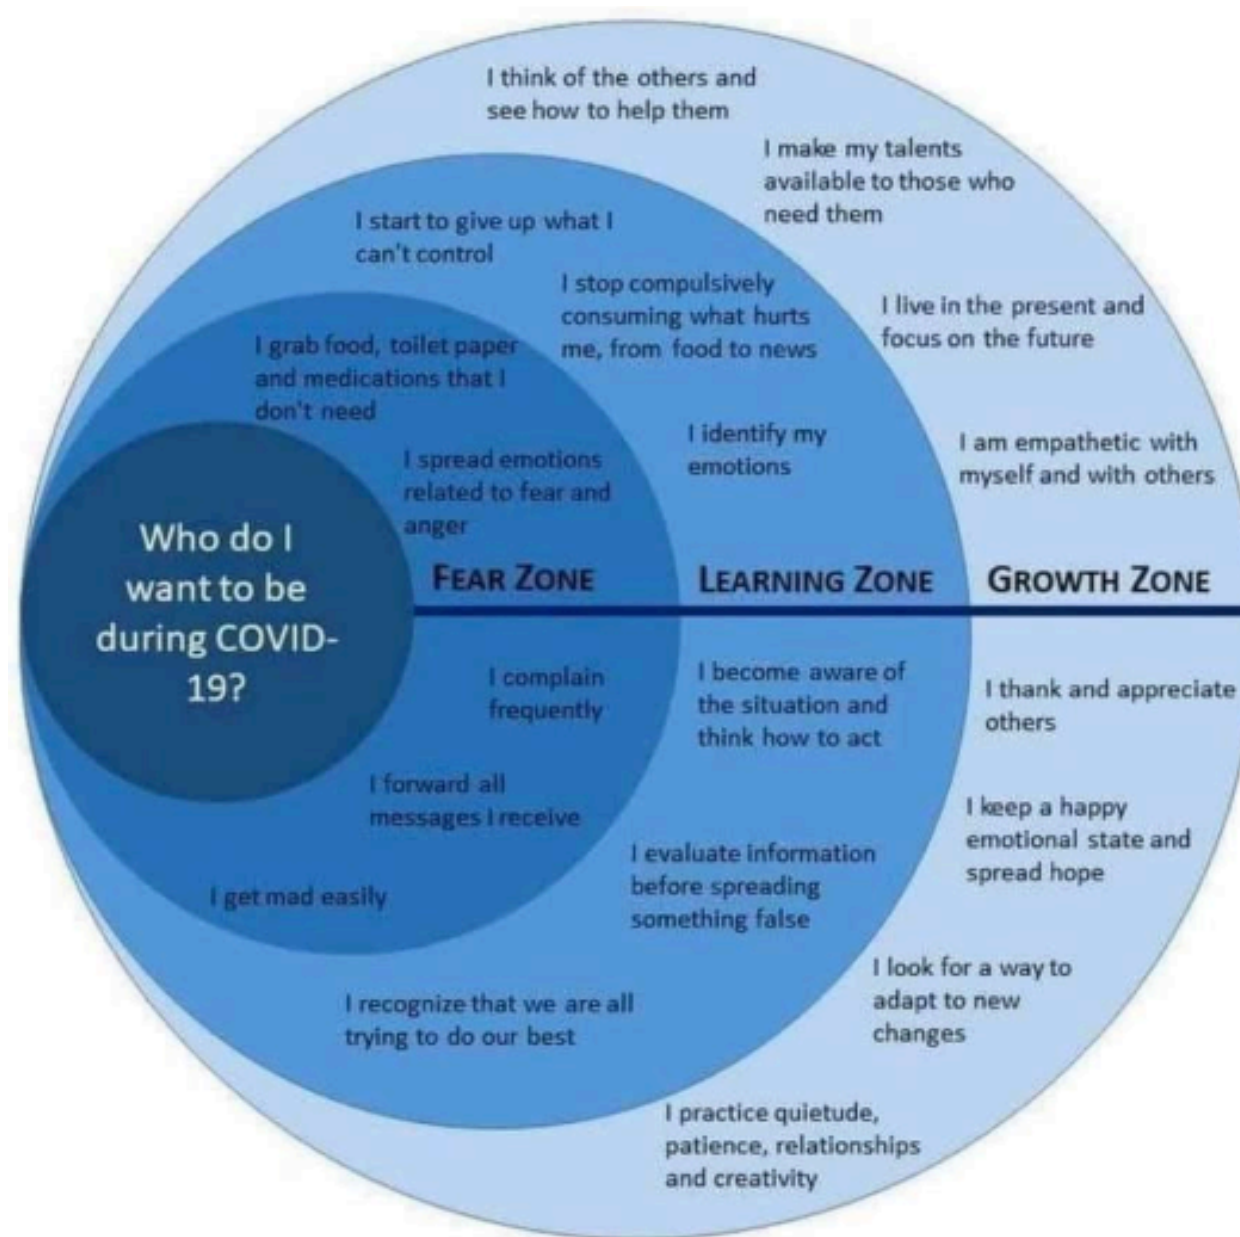 I think of the others and
see how to help them
I make my talents
available to those who
need them
I start to give up what I
can't control
I stop compulsively
consuming what hurts
me, from food to news
I live in the present and
focus on the future
I grab food, toilet paper
and medications that I
don't need
I identify my
emotions
I am empathetic with
myself and with others
I spread emotions
related to fear and
anger
Who do I
want to be
during COVID-
19?
FEAR ZONE
LEARNING ZONE
GROWTH ZONE
I complain
frequently
I become aware of
the situation and
think how to act
I thank and appreciate
others
I forward all
messages I receive
I keep a happy
emotional state and
spread hope
I evaluate information
before spreading
something false
I get mad easily
I look for a way to
adapt to new
changes
I recognize that we are all
trying to do our best
I practice quietude,
patience, relationships
and creativity